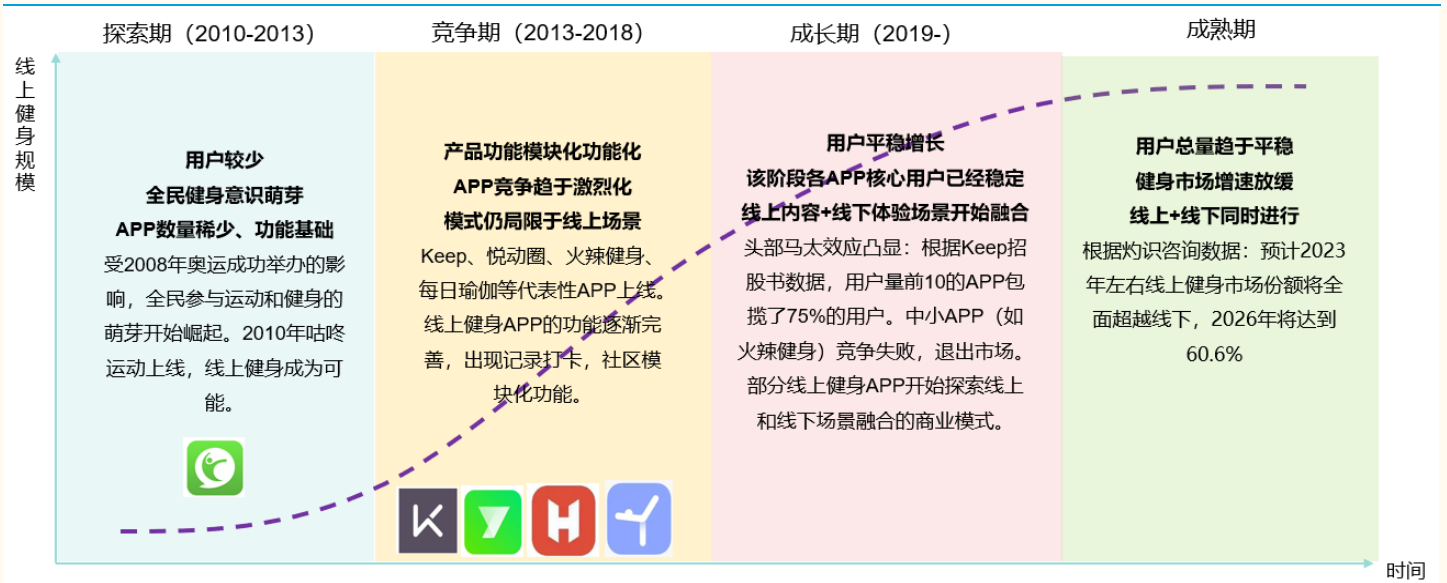 探索期（2010-2013）
竞争期（2013-2018）
成长期（2019-）
成熟期
线上健身规模
用户较少
全民健身意识萌芽
APP数量稀少、功能基础
受2008年奥运成功举办的影
响，全民参与运动和健身的
萌芽开始崛起。2010年咕咚
运动上线，线上健身成为可
能。
产品功能模块化功能化
APP竞争趋于激烈化
模式仍局限于线上场景
Keep、悦动圈、火辣健身、
每日瑜伽等代表性APP上线。
线上健身APP的功能逐渐完
善，出现记录打卡，社区模
块化功能。
用户平稳增长
该阶段各APP核心用户已经稳定
线上内容+线下体验场景开始融合
头部马太效应凸显：根据Keep招
股书数据，用户量前10的APP包
揽了75%的用户。中小APP（如
火辣健身）竞争失败，退出市场。
部分线上健身APP开始探索线上
和线下场景融合的商业模式。
用户总量趋于平稳
健身市场增速放缓
线上+线下同时进行
根据灼识咨询数据：预计2023
年左右线上健身市场份额将全
面超越线下，2026年将达到
60.6%
时间